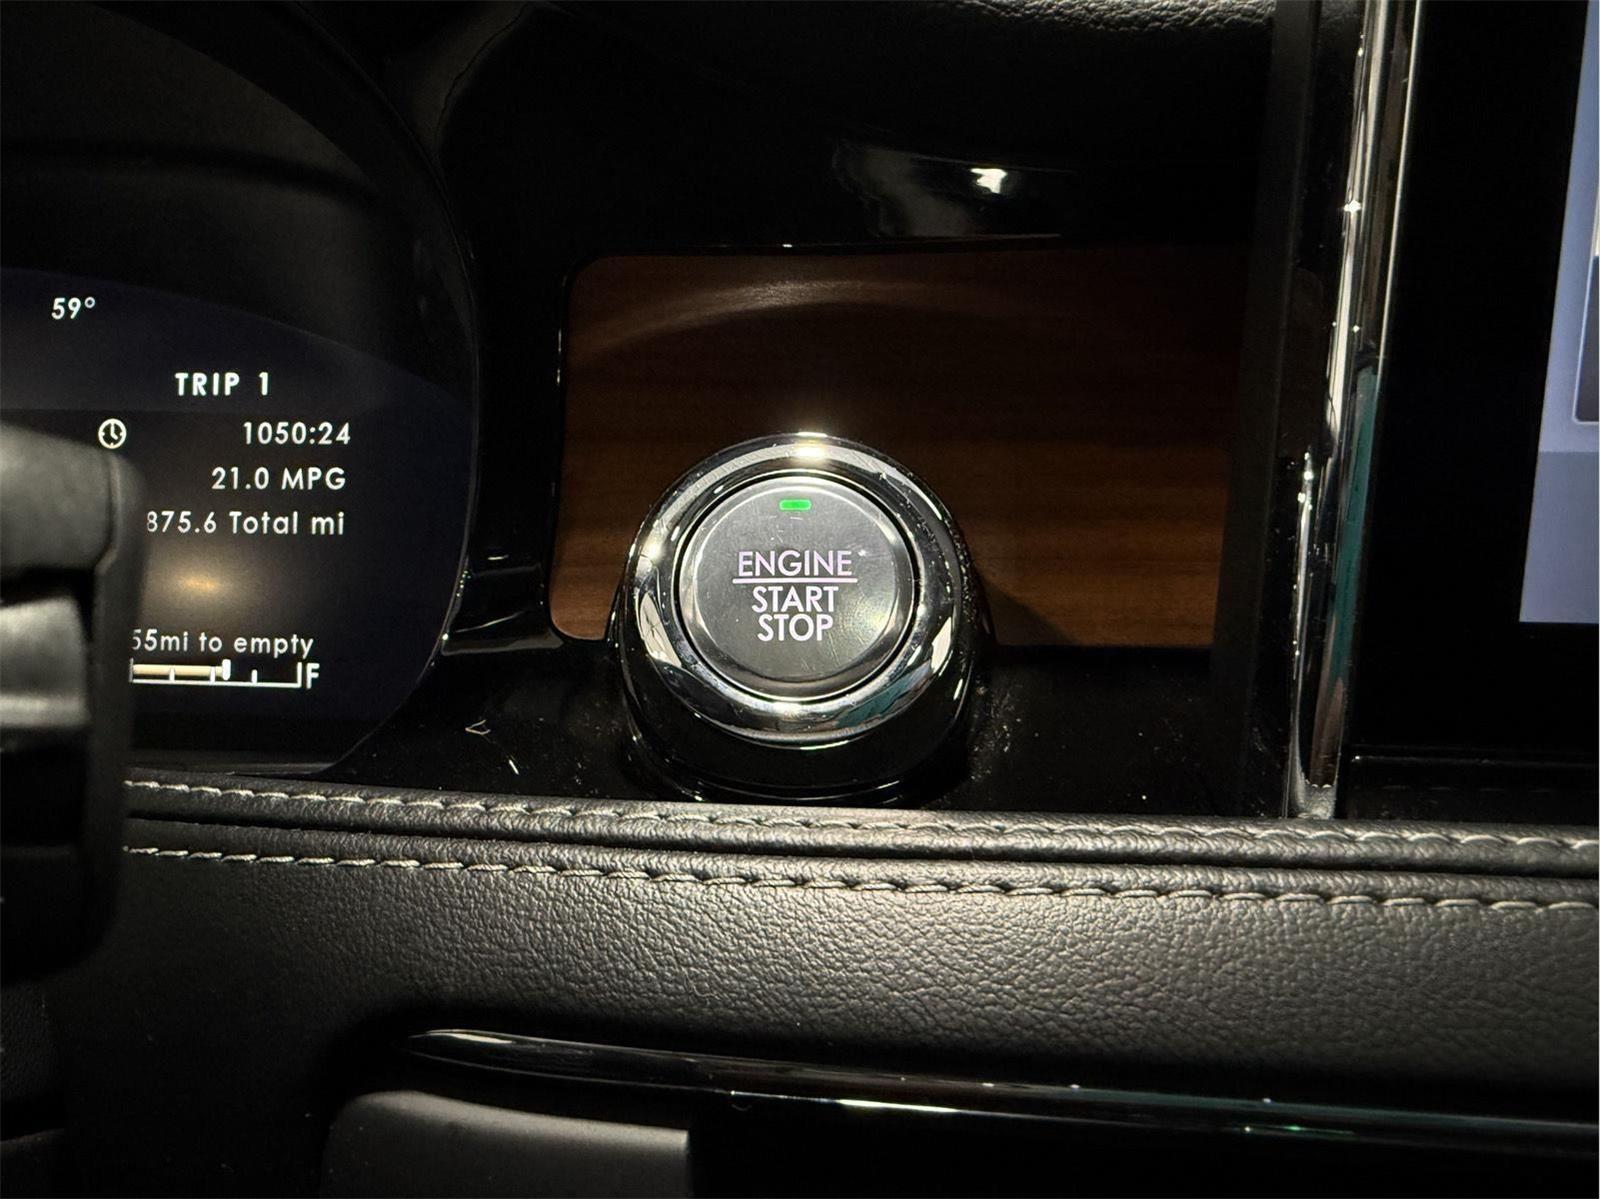 59°
TRIP 1
1050:24
21.0 MPG
875.6 Total mi
55mi to empty
F
ENGINE
START
STOP